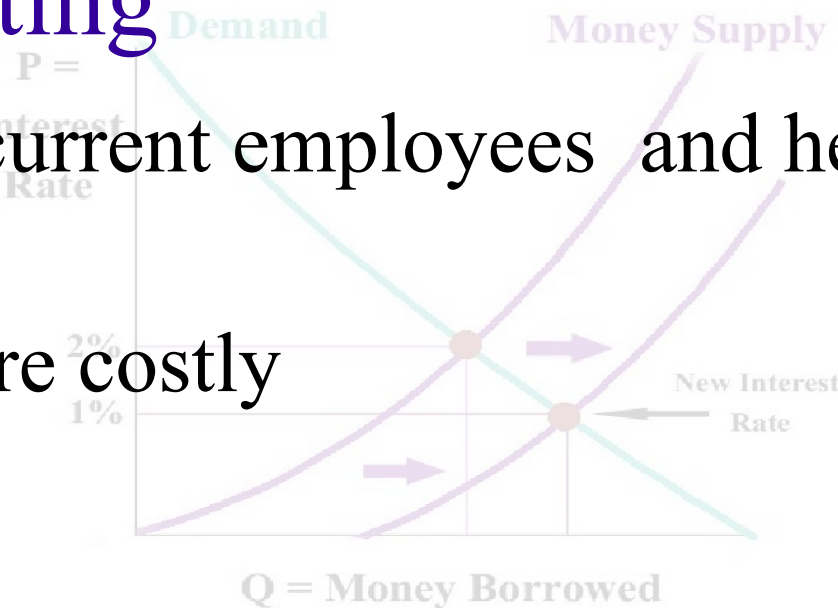 ting
Demand
Money Supply
P =
Interest
Rate
current employees and he
2%
re costly
1%
New Interest
Rate
Q = Money Borrowed